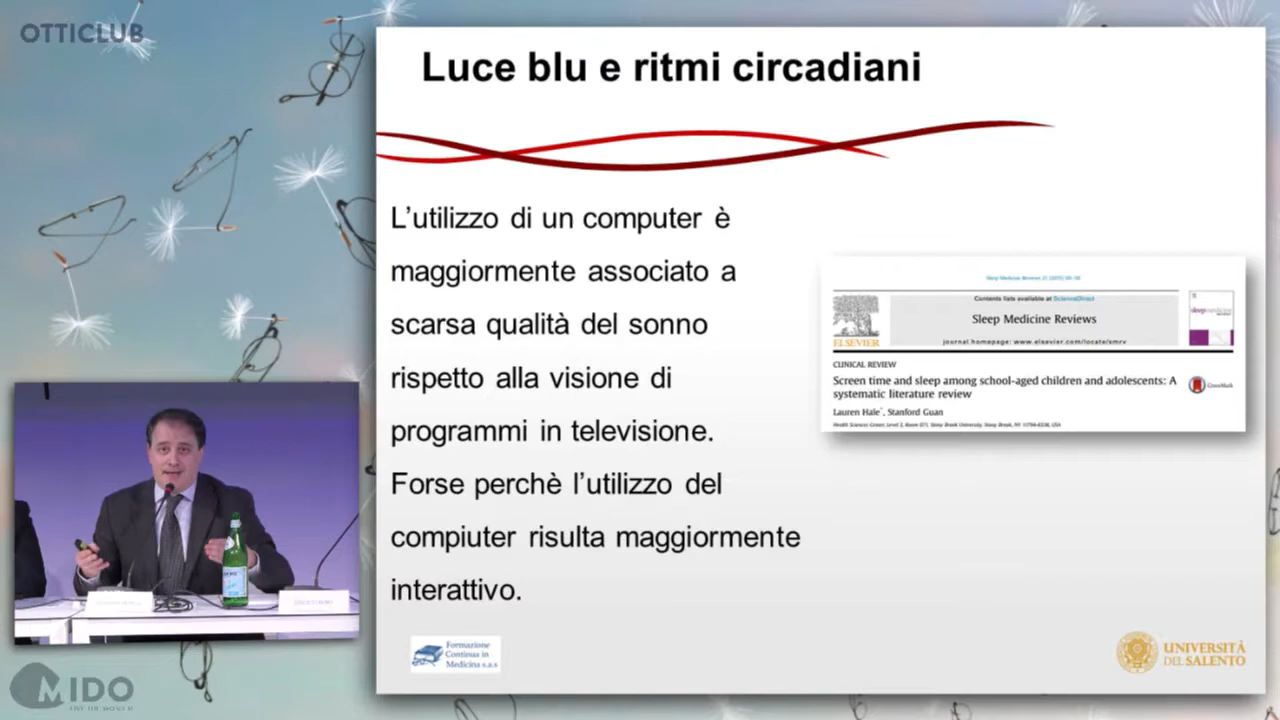 OTTICLUB
Luce blu e ritmi circadiani
L’utilizzo di un computer è
maggiormente associato a
scarsa qualità del sonno
rispetto alla visione di
programmi in televisione.
Forse perchè l’utilizzo del
compiuter risulta maggiormente
interattivo.
Contents lists available at ScienceDirect
Sleep Medicine Reviews
journal homepage: www.elsevier.com/locate/smrv
ELSEVIER
CLINICAL REVIEW
Screen time and sleep among school-aged children and adolescents: A
systematic literature review
CrossMark
Lauren Hale*, Stanford Guan
Formazione
Continua in
Medicina s.a.s
UNIVERSITÀ
DEL SALENTO
MIDO